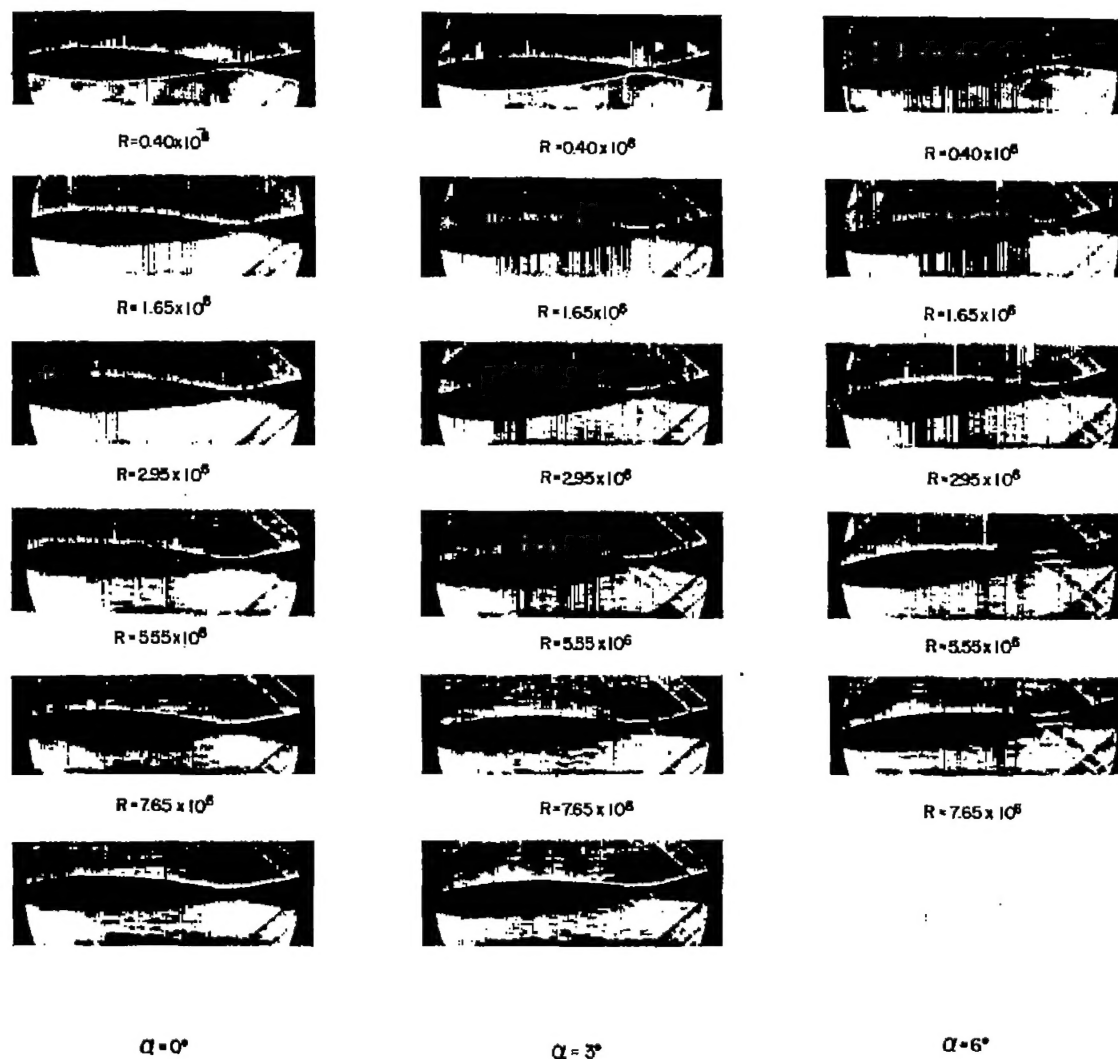 R=0.40x10⁶ R=0.40x10⁶ R=0.40x10⁶
R=1.65x10⁶ R=1.65x10⁶ R=1.65x10⁶
R=2.95x10⁶ R=2.95x10⁶ R=2.95x10⁶
R=5.55x10⁶ R=5.55x10⁶ R=5.55x10⁶
R=7.65x10⁶ R=7.65x10⁶ R=7.65x10⁶
α=0° α=3° α=6°